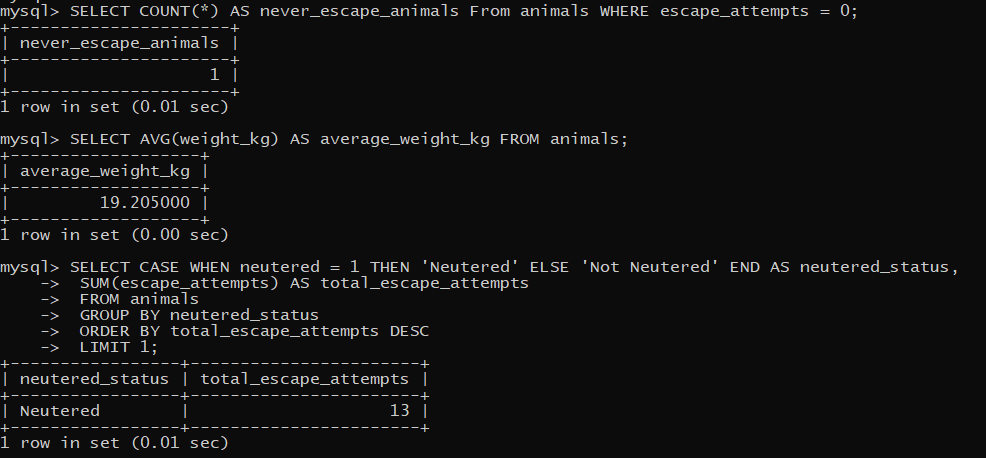 mysql> SELECT COUNT(*) AS never_escape_animals From animals WHERE escape_attempts = 0;
+----------------------+
| never_escape_animals |
+----------------------+
|                    1 |
+----------------------+
1 row in set (0.01 sec)

mysql> SELECT AVG(weight_kg) AS average_weight_kg FROM animals;
+-------------------+
| average_weight_kg |
+-------------------+
|         19.205000 |
+-------------------+
1 row in set (0.00 sec)

mysql> SELECT CASE WHEN neutered = 1 THEN 'Neutered' ELSE 'Not Neutered' END AS neutered_status,
    ->  SUM(escape_attempts) AS total_escape_attempts
    ->  FROM animals
    ->  GROUP BY neutered_status
    ->  ORDER BY total_escape_attempts DESC
    ->  LIMIT 1;
+-----------------+-----------------------+
| neutered_status | total_escape_attempts |
+-----------------+-----------------------+
| Neutered        |                    13 |
+-----------------+-----------------------+
1 row in set (0.01 sec)